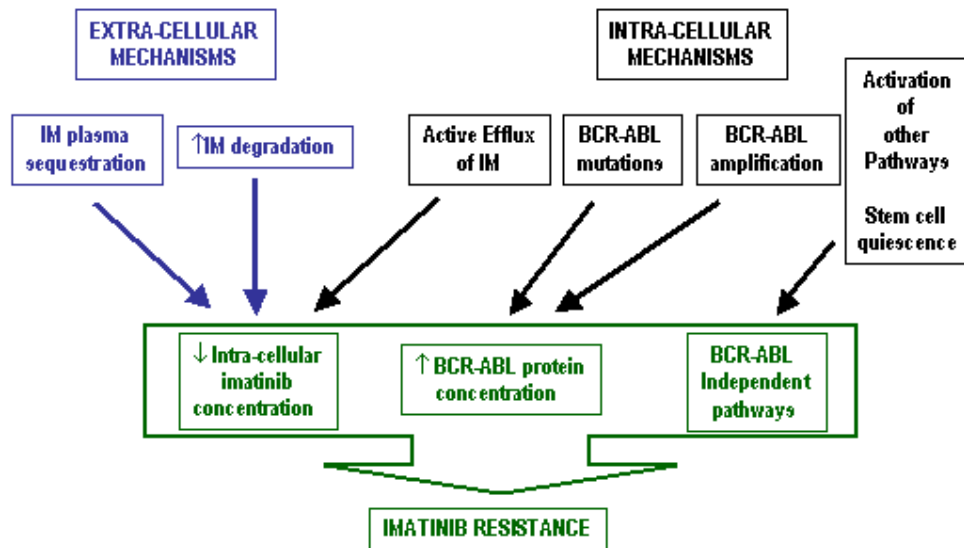 EXTRA-CELLULAR
MECHANISMS
INTRA-CELLULAR
MECHANISMS
IM plasma
sequestration
↑IM degradation
Active Efflux
of IM
BCR-ABL
mutations
BCR-ABL
amplification
Activation
of
other
Pathways
Stem cell
quiescence
↓ Intra-cellular
imatinib
concentration
↑ BCR-ABL protein
concentration
BCR-ABL
Independent
pathways
IMATINIB RESISTANCE